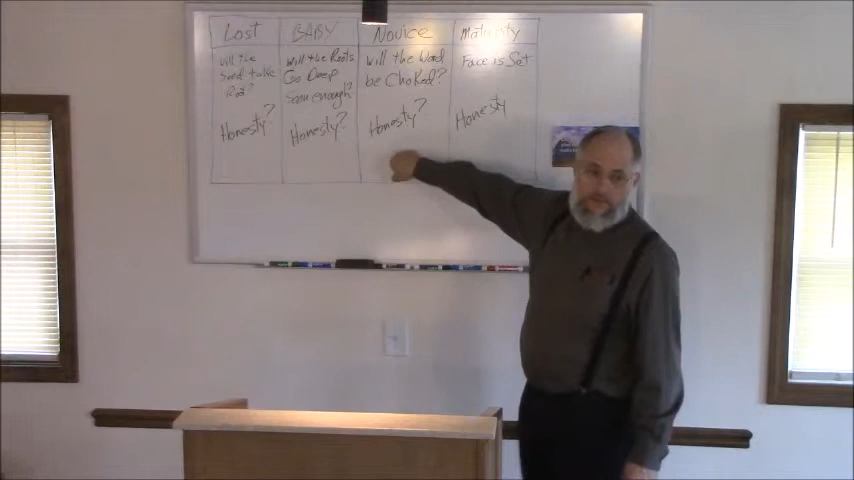 Lost
BABY
Novice
Maturity
will the
Seed take
Root?
Honesty?
will the Roots
Go Deep
Soon enough?
Honesty?
will the Word
be Choked?
Honesty?
Face is Set
Honesty